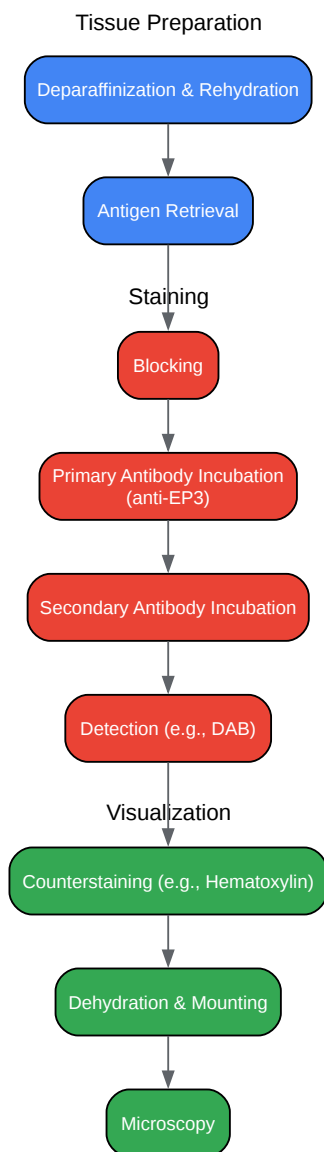 Tissue Preparation
Deparaffinization & Rehydration
Antigen Retrieval
Staining
Blocking
Primary Antibody Incubation
(anti-EP3)
Secondary Antibody Incubation
Detection (e.g., DAB)
Visualization
Counterstaining (e.g., Hematoxylin)
Dehydration & Mounting
Microscopy